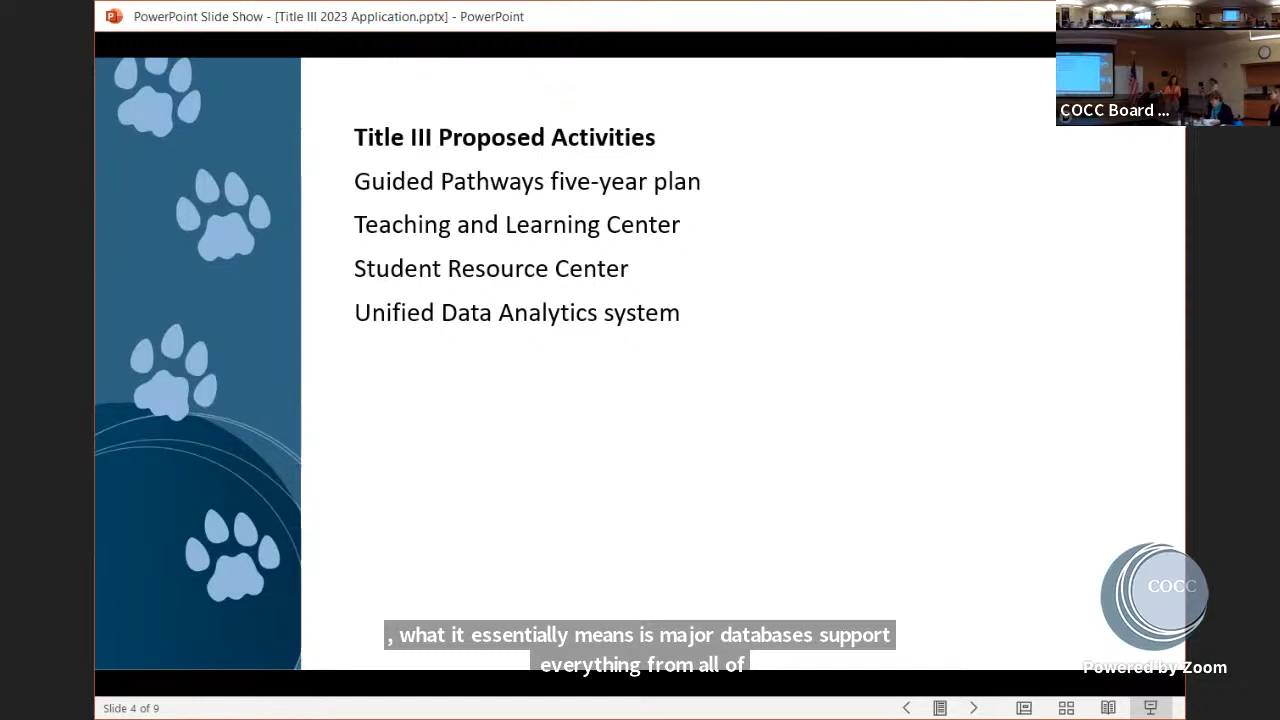 PowerPoint Slide Show - [Title III 2023 Application.pptx] - PowerPoint
COCC Board ...
Title III Proposed Activities
Guided Pathways five-year plan
Teaching and Learning Center
Student Resource Center
Unified Data Analytics system
COCC
, what it essentially means is major databases support
everything from all of
Powered by Zoom
Slide 4 of 9